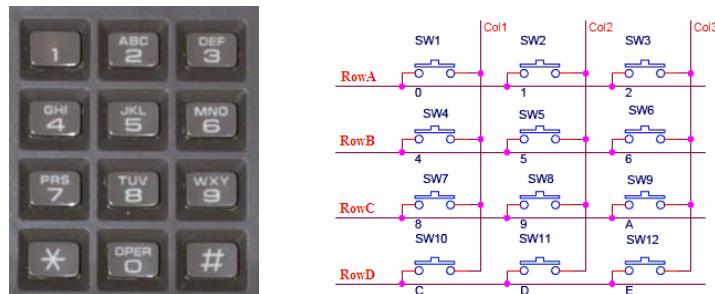 1 ABC 2 DEF 3
GHI 4 JKL 5 MNO 6
PRS 7 TUV 8 WXY 9
* OPER 0 #
Col1 Col2 Col3
SW1 SW2 SW3
RowA
0 1 2
SW4 SW5 SW6
RowB
4 5 6
SW7 SW8 SW9
RowC
8 9 A
SW10 SW11 SW12
RowD
C D E